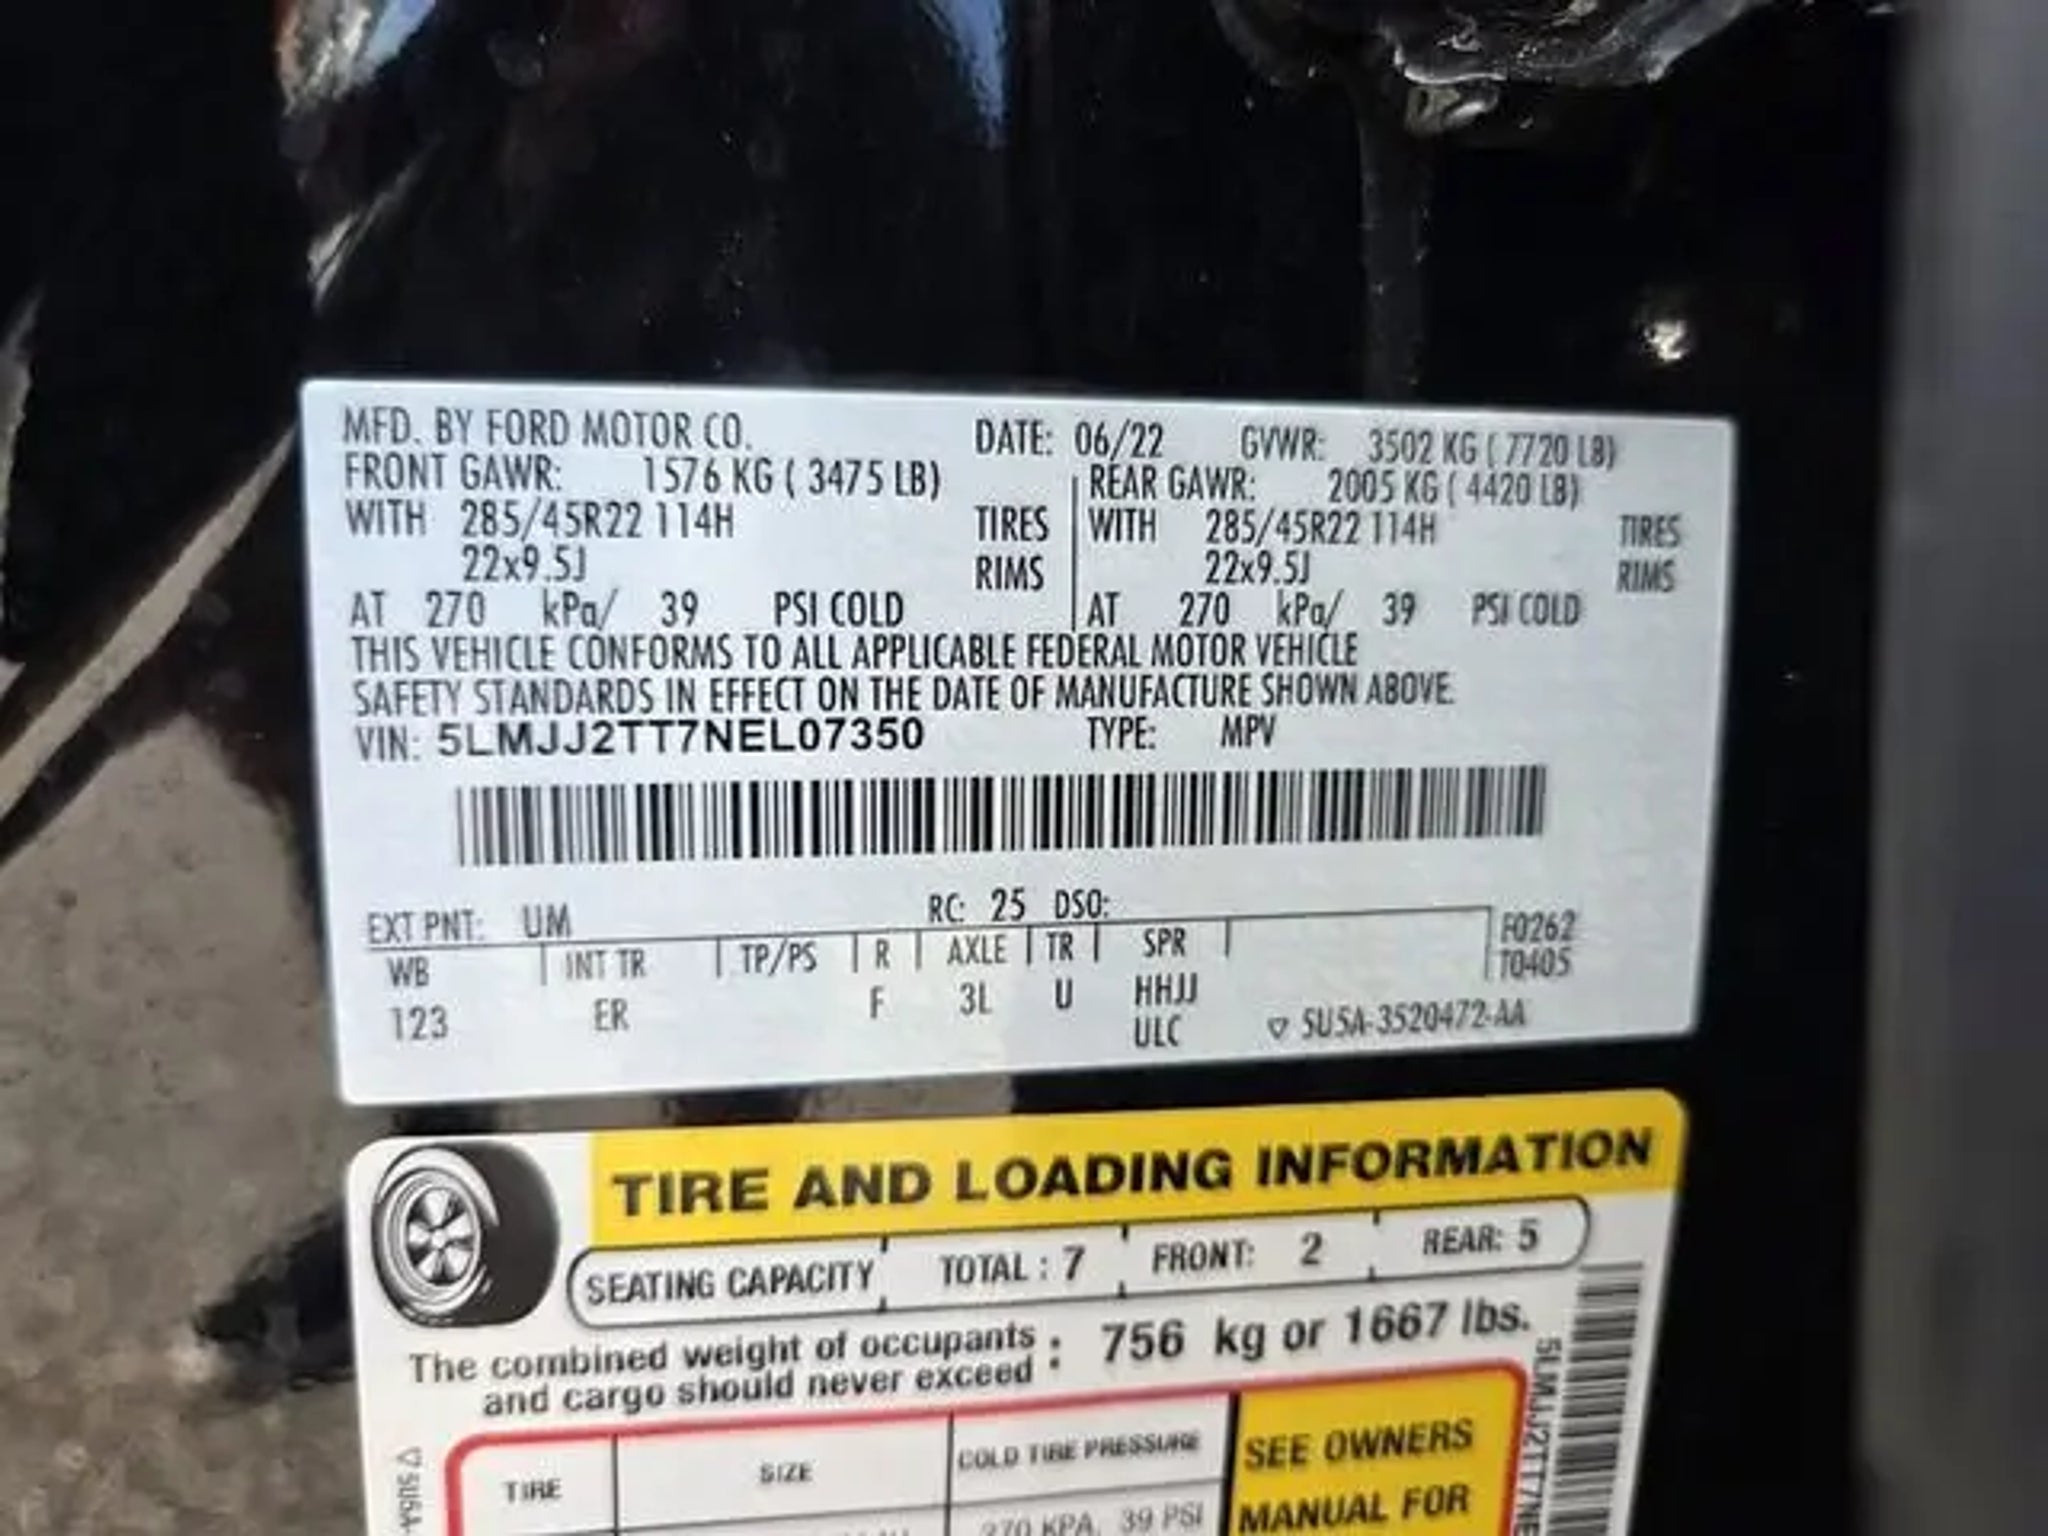 MFD. BY FORD MOTOR CO. DATE: 06/22 GVWR: 3502 KG ( 7720 LB)
FRONT GAWR: 1576 KG ( 3475 LB) REAR GAWR: 2005 KG ( 4420 LB)
WITH 285/45R22 114H TIRES WITH 285/45R22 114H TIRES
22x9.5J RIMS 22x9.5J RIMS
AT 270 kPa/ 39 PSI COLD AT 270 kPa/ 39 PSI COLD
THIS VEHICLE CONFORMS TO ALL APPLICABLE FEDERAL MOTOR VEHICLE
SAFETY STANDARDS IN EFFECT ON THE DATE OF MANUFACTURE SHOWN ABOVE.
VIN: 5LMJJ2TT7NEL07350 TYPE: MPV
EXT PNT: UM RC: 25 DSO:
WB INT TR TP/PS R AXLE TR SPR F0262
T0405
123 ER F 3L U HHJJ
ULC ▽ 5U5A-3520472-AA
TIRE AND LOADING INFORMATION
SEATING CAPACITY TOTAL : 7 FRONT: 2 REAR: 5
The combined weight of occupants
and cargo should never exceed : 756 kg or 1667 lbs.
TIRE SIZE COLD TIRE PRESSURE SEE OWNERS
270 KPA, 39 PSI MANUAL FOR
5LMJJ2TT7NE
▽ 5U5A-